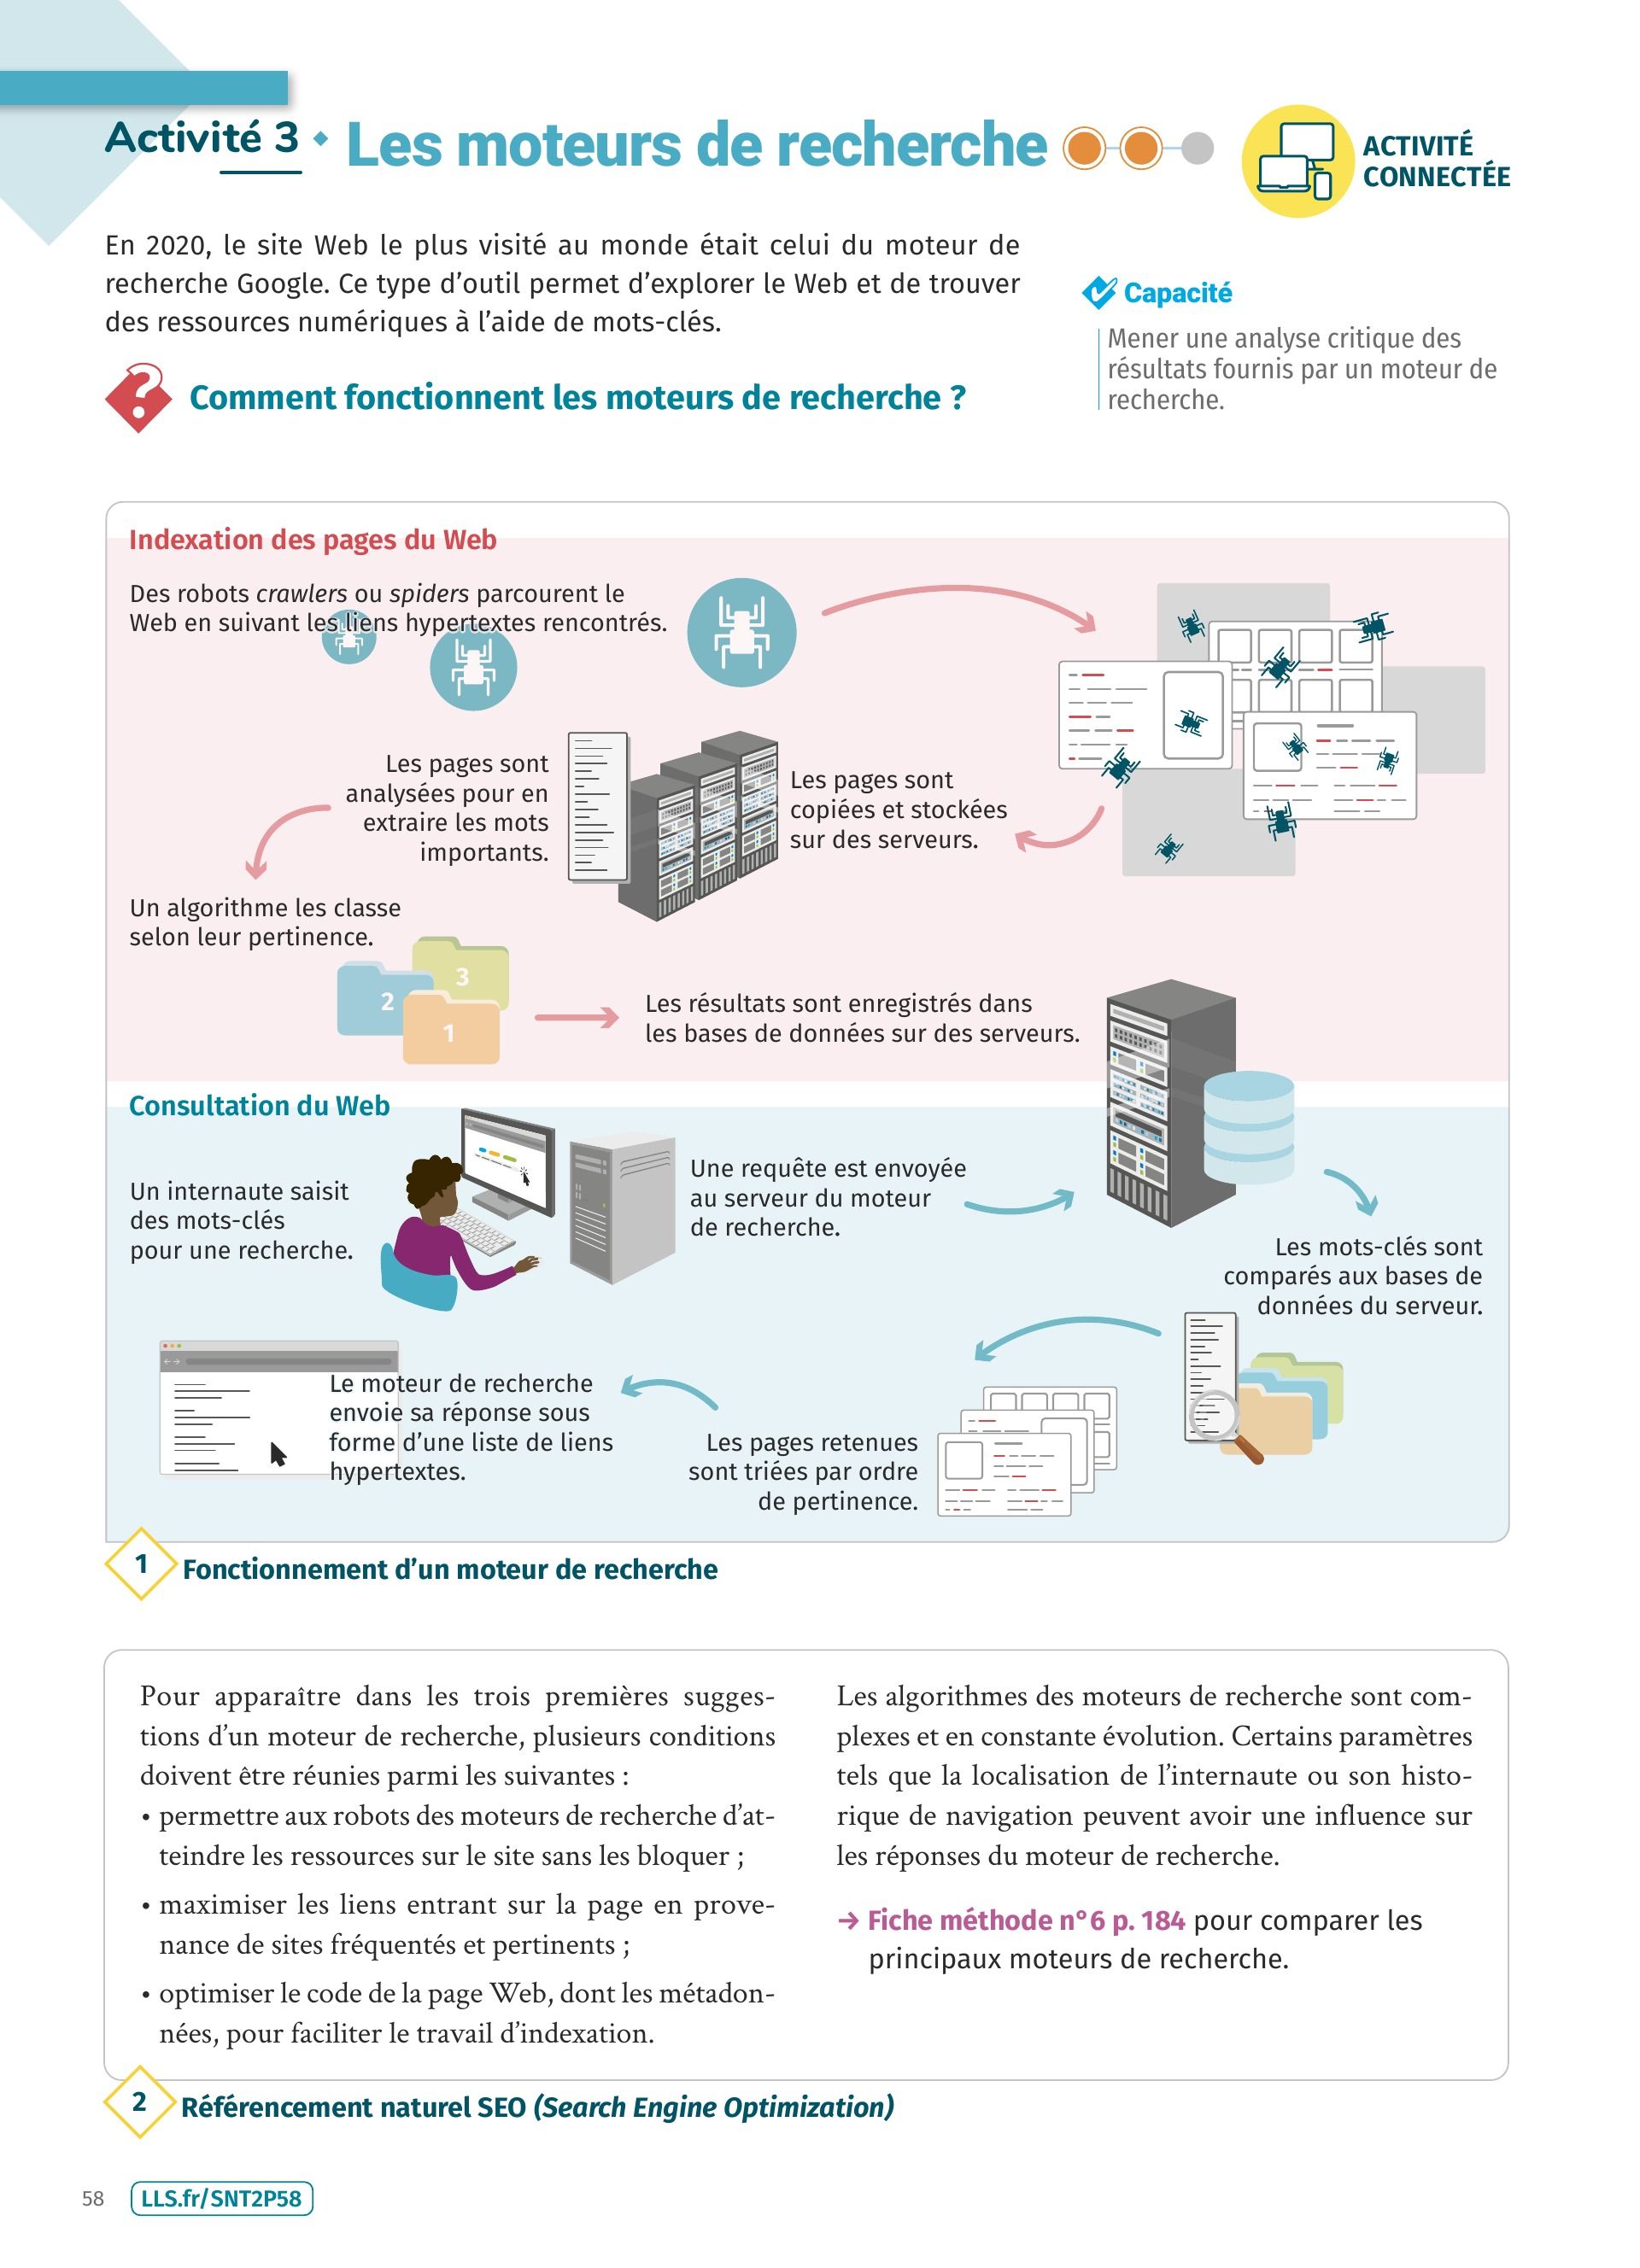 Activité 3 • Les moteurs de recherche
ACTIVITÉ
CONNECTÉE
En 2020, le site Web le plus visité au monde était celui du moteur de
recherche Google. Ce type d’outil permet d’explorer le Web et de trouver
des ressources numériques à l’aide de mots-clés.
Capacité
Mener une analyse critique des
résultats fournis par un moteur de
recherche.
? Comment fonctionnent les moteurs de recherche ?
Indexation des pages du Web
Des robots crawlers ou spiders parcourent le
Web en suivant les liens hypertextes rencontrés.
Les pages sont
copiées et stockées
sur des serveurs.
Les pages sont
analysées pour en
extraire les mots
importants.
Un algorithme les classe
selon leur pertinence.
3
2
1
Les résultats sont enregistrés dans
les bases de données sur des serveurs.
Consultation du Web
Un internaute saisit
des mots-clés
pour une recherche.
Une requête est envoyée
au serveur du moteur
de recherche.
Les mots-clés sont
comparés aux bases de
données du serveur.
Les pages retenues
sont triées par ordre
de pertinence.
Le moteur de recherche
envoie sa réponse sous
forme d’une liste de liens
hypertextes.
1 Fonctionnement d’un moteur de recherche
Pour apparaître dans les trois premières sugges-
tions d’un moteur de recherche, plusieurs conditions
doivent être réunies parmi les suivantes :
• permettre aux robots des moteurs de recherche d’at-
teindre les ressources sur le site sans les bloquer ;
• maximiser les liens entrant sur la page en prove-
nance de sites fréquentés et pertinents ;
• optimiser le code de la page Web, dont les métadon-
nées, pour faciliter le travail d’indexation.
Les algorithmes des moteurs de recherche sont com-
plexes et en constante évolution. Certains paramètres
tels que la localisation de l’internaute ou son histo-
rique de navigation peuvent avoir une influence sur
les réponses du moteur de recherche.
→ Fiche méthode n°6 p. 184 pour comparer les
principaux moteurs de recherche.
2 Référencement naturel SEO (Search Engine Optimization)
58 LLS.fr/SNT2P58